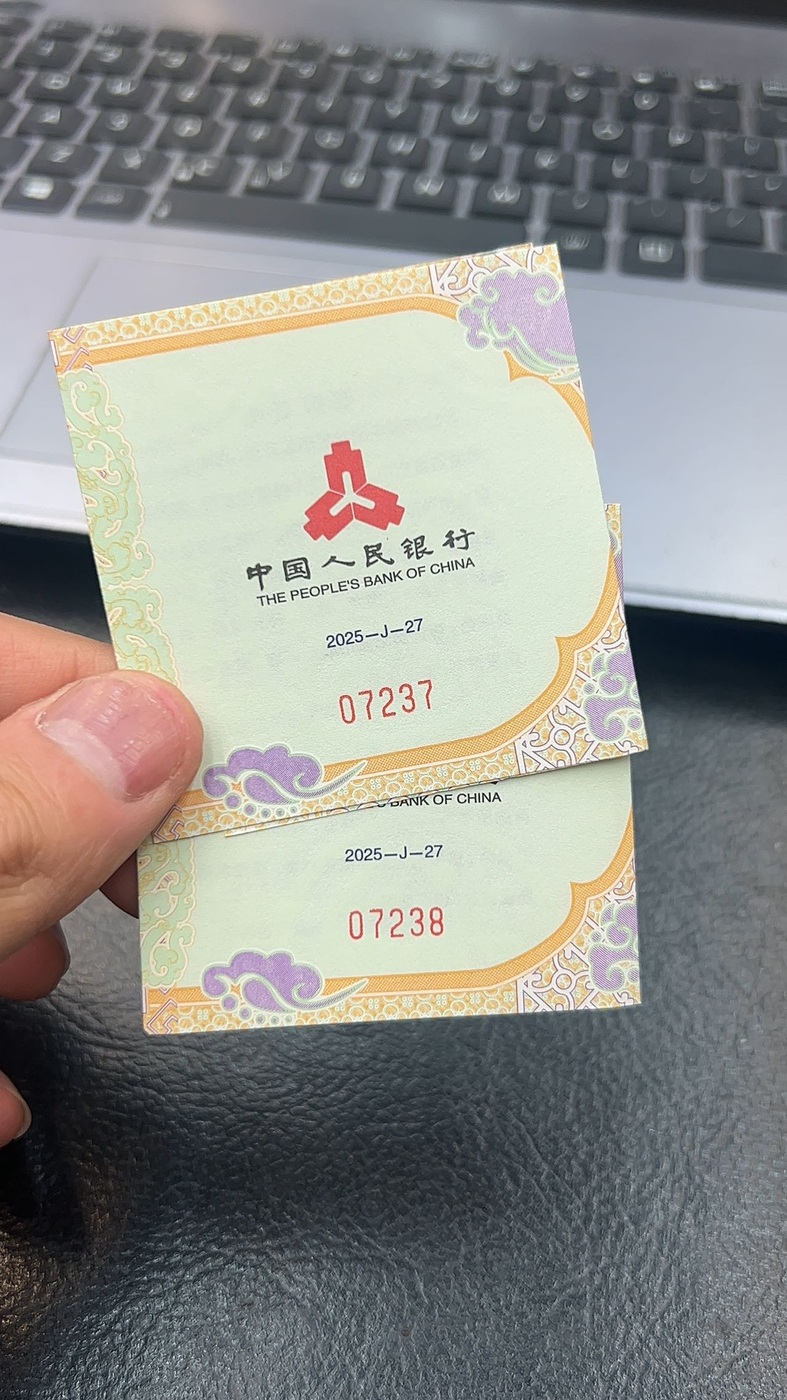 中国人民银行
THE PEOPLE'S BANK OF CHINA
2025-J-27
07237
BANK OF CHINA
2025-J-27
07238